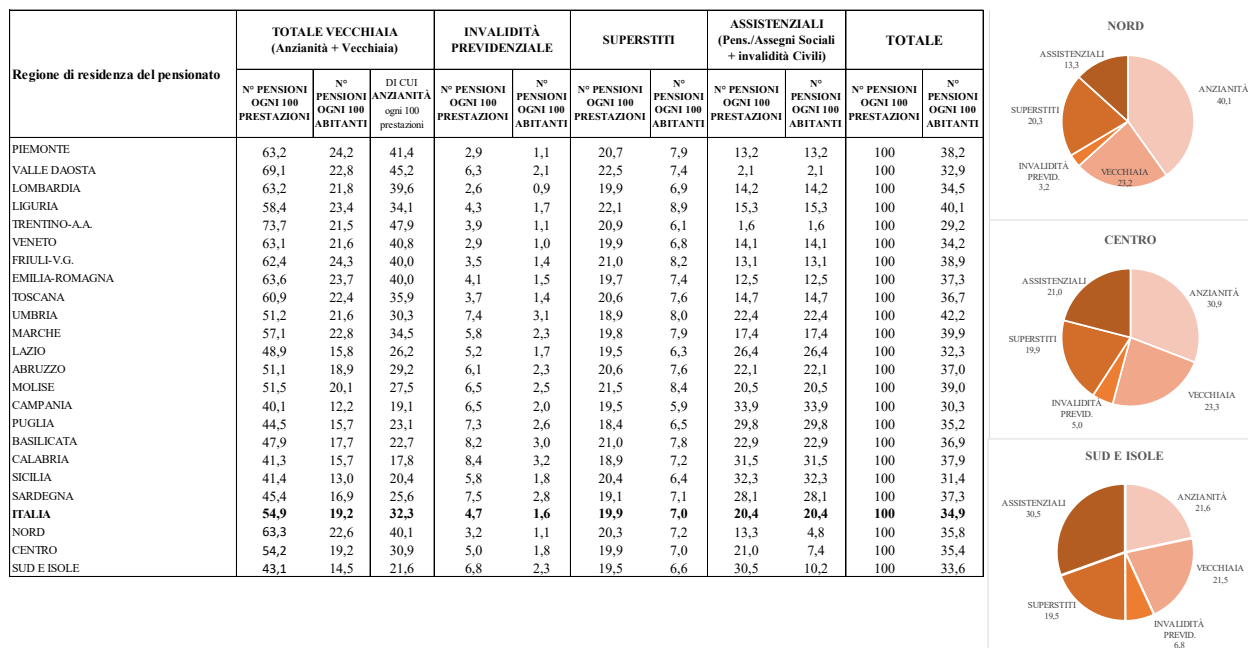 Regione di residenza del pensionato
TOTALE VECCHIAIA
(Anzianità + Vecchiaia)
INVALIDITÀ
PREVIDENZIALE
SUPERSTITI
ASSISTENZIALI
(Pens./Assegni Sociali
+ invalidità Civili)
TOTALE
N° PENSIONI
OGNI 100
PRESTAZIONI
N°
PENSIONI
OGNI 100
ABITANTI
DI CUI
ANZIANITÀ
ogni 100
prestazioni
N° PENSIONI
OGNI 100
PRESTAZIONI
N°
PENSIONI
OGNI 100
ABITANTI
N° PENSIONI
OGNI 100
PRESTAZIONI
N°
PENSIONI
OGNI 100
ABITANTI
N° PENSIONI
OGNI 100
PRESTAZIONI
N°
PENSIONI
OGNI 100
ABITANTI
N° PENSIONI
OGNI 100
PRESTAZIONI
N°
PENSIONI
OGNI 100
ABITANTI
PIEMONTE 63,2 24,2 41,4 2,9 1,1 20,7 7,9 13,2 13,2 100 38,2
VALLE DAOSTA 69,1 22,8 45,2 6,3 2,1 22,5 7,4 2,1 2,1 100 32,9
LOMBARDIA 63,2 21,8 39,6 2,6 0,9 19,9 6,9 14,2 14,2 100 34,5
LIGURIA 58,4 23,4 34,1 4,3 1,7 22,1 8,9 15,3 15,3 100 40,1
TRENTINO-A.A. 73,7 21,5 47,9 3,9 1,1 20,9 6,1 1,6 1,6 100 29,2
VENETO 63,1 21,6 40,8 2,9 1,0 19,9 6,8 14,1 14,1 100 34,2
FRIULI-V.G. 62,4 24,3 40,0 3,5 1,4 21,0 8,2 13,1 13,1 100 38,9
EMILIA-ROMAGNA 63,6 23,7 40,0 4,1 1,5 19,7 7,4 12,5 12,5 100 37,3
TOSCANA 60,9 22,4 35,9 3,7 1,4 20,6 7,6 14,7 14,7 100 36,7
UMBRIA 51,2 21,6 30,3 7,4 3,1 18,9 8,0 22,4 22,4 100 42,2
MARCHE 57,1 22,8 34,5 5,8 2,3 19,8 7,9 17,4 17,4 100 39,9
LAZIO 48,9 15,8 26,2 5,2 1,7 19,5 6,3 26,4 26,4 100 32,3
ABRUZZO 51,1 18,9 29,2 6,1 2,3 20,6 7,6 22,1 22,1 100 37,0
MOLISE 51,5 20,1 27,5 6,5 2,5 21,5 8,4 20,5 20,5 100 39,0
CAMPANIA 40,1 12,2 19,1 6,5 2,0 19,5 5,9 33,9 33,9 100 30,3
PUGLIA 44,5 15,7 23,1 7,3 2,6 18,4 6,5 29,8 29,8 100 35,2
BASILICATA 47,9 17,7 22,7 8,2 3,0 21,0 7,8 22,9 22,9 100 36,9
CALABRIA 41,3 15,7 17,8 8,4 3,2 18,9 7,2 31,5 31,5 100 37,9
SICILIA 41,4 13,0 20,4 5,8 1,8 20,4 6,4 32,3 32,3 100 31,4
SARDEGNA 45,4 16,9 25,6 7,5 2,8 19,1 7,1 28,1 28,1 100 37,3
ITALIA 54,9 19,2 32,3 4,7 1,6 19,9 7,0 20,4 20,4 100 34,9
NORD 63,3 22,6 40,1 3,2 1,1 20,3 7,2 13,3 4,8 100 35,8
CENTRO 54,2 19,2 30,9 5,0 1,8 19,9 7,0 21,0 7,4 100 35,4
SUD E ISOLE 43,1 14,5 21,6 6,8 2,3 19,5 6,6 30,5 10,2 100 33,6
NORD
ASSISTENZIALI
13,3
ANZIANITÀ
40,1
SUPERSTITI
20,3
INVALIDITÀ
PREVID.
3,2
VECCHIAIA
23,2
CENTRO
ASSISTENZIALI
21,0
ANZIANITÀ
30,9
SUPERSTITI
19,9
INVALIDITÀ
PREVID.
5,0
VECCHIAIA
23,3
SUD E ISOLE
ASSISTENZIALI
30,5
ANZIANITÀ
21,6
VECCHIAIA
21,5
SUPERSTITI
19,5
INVALIDITÀ
PREVID.
6,8